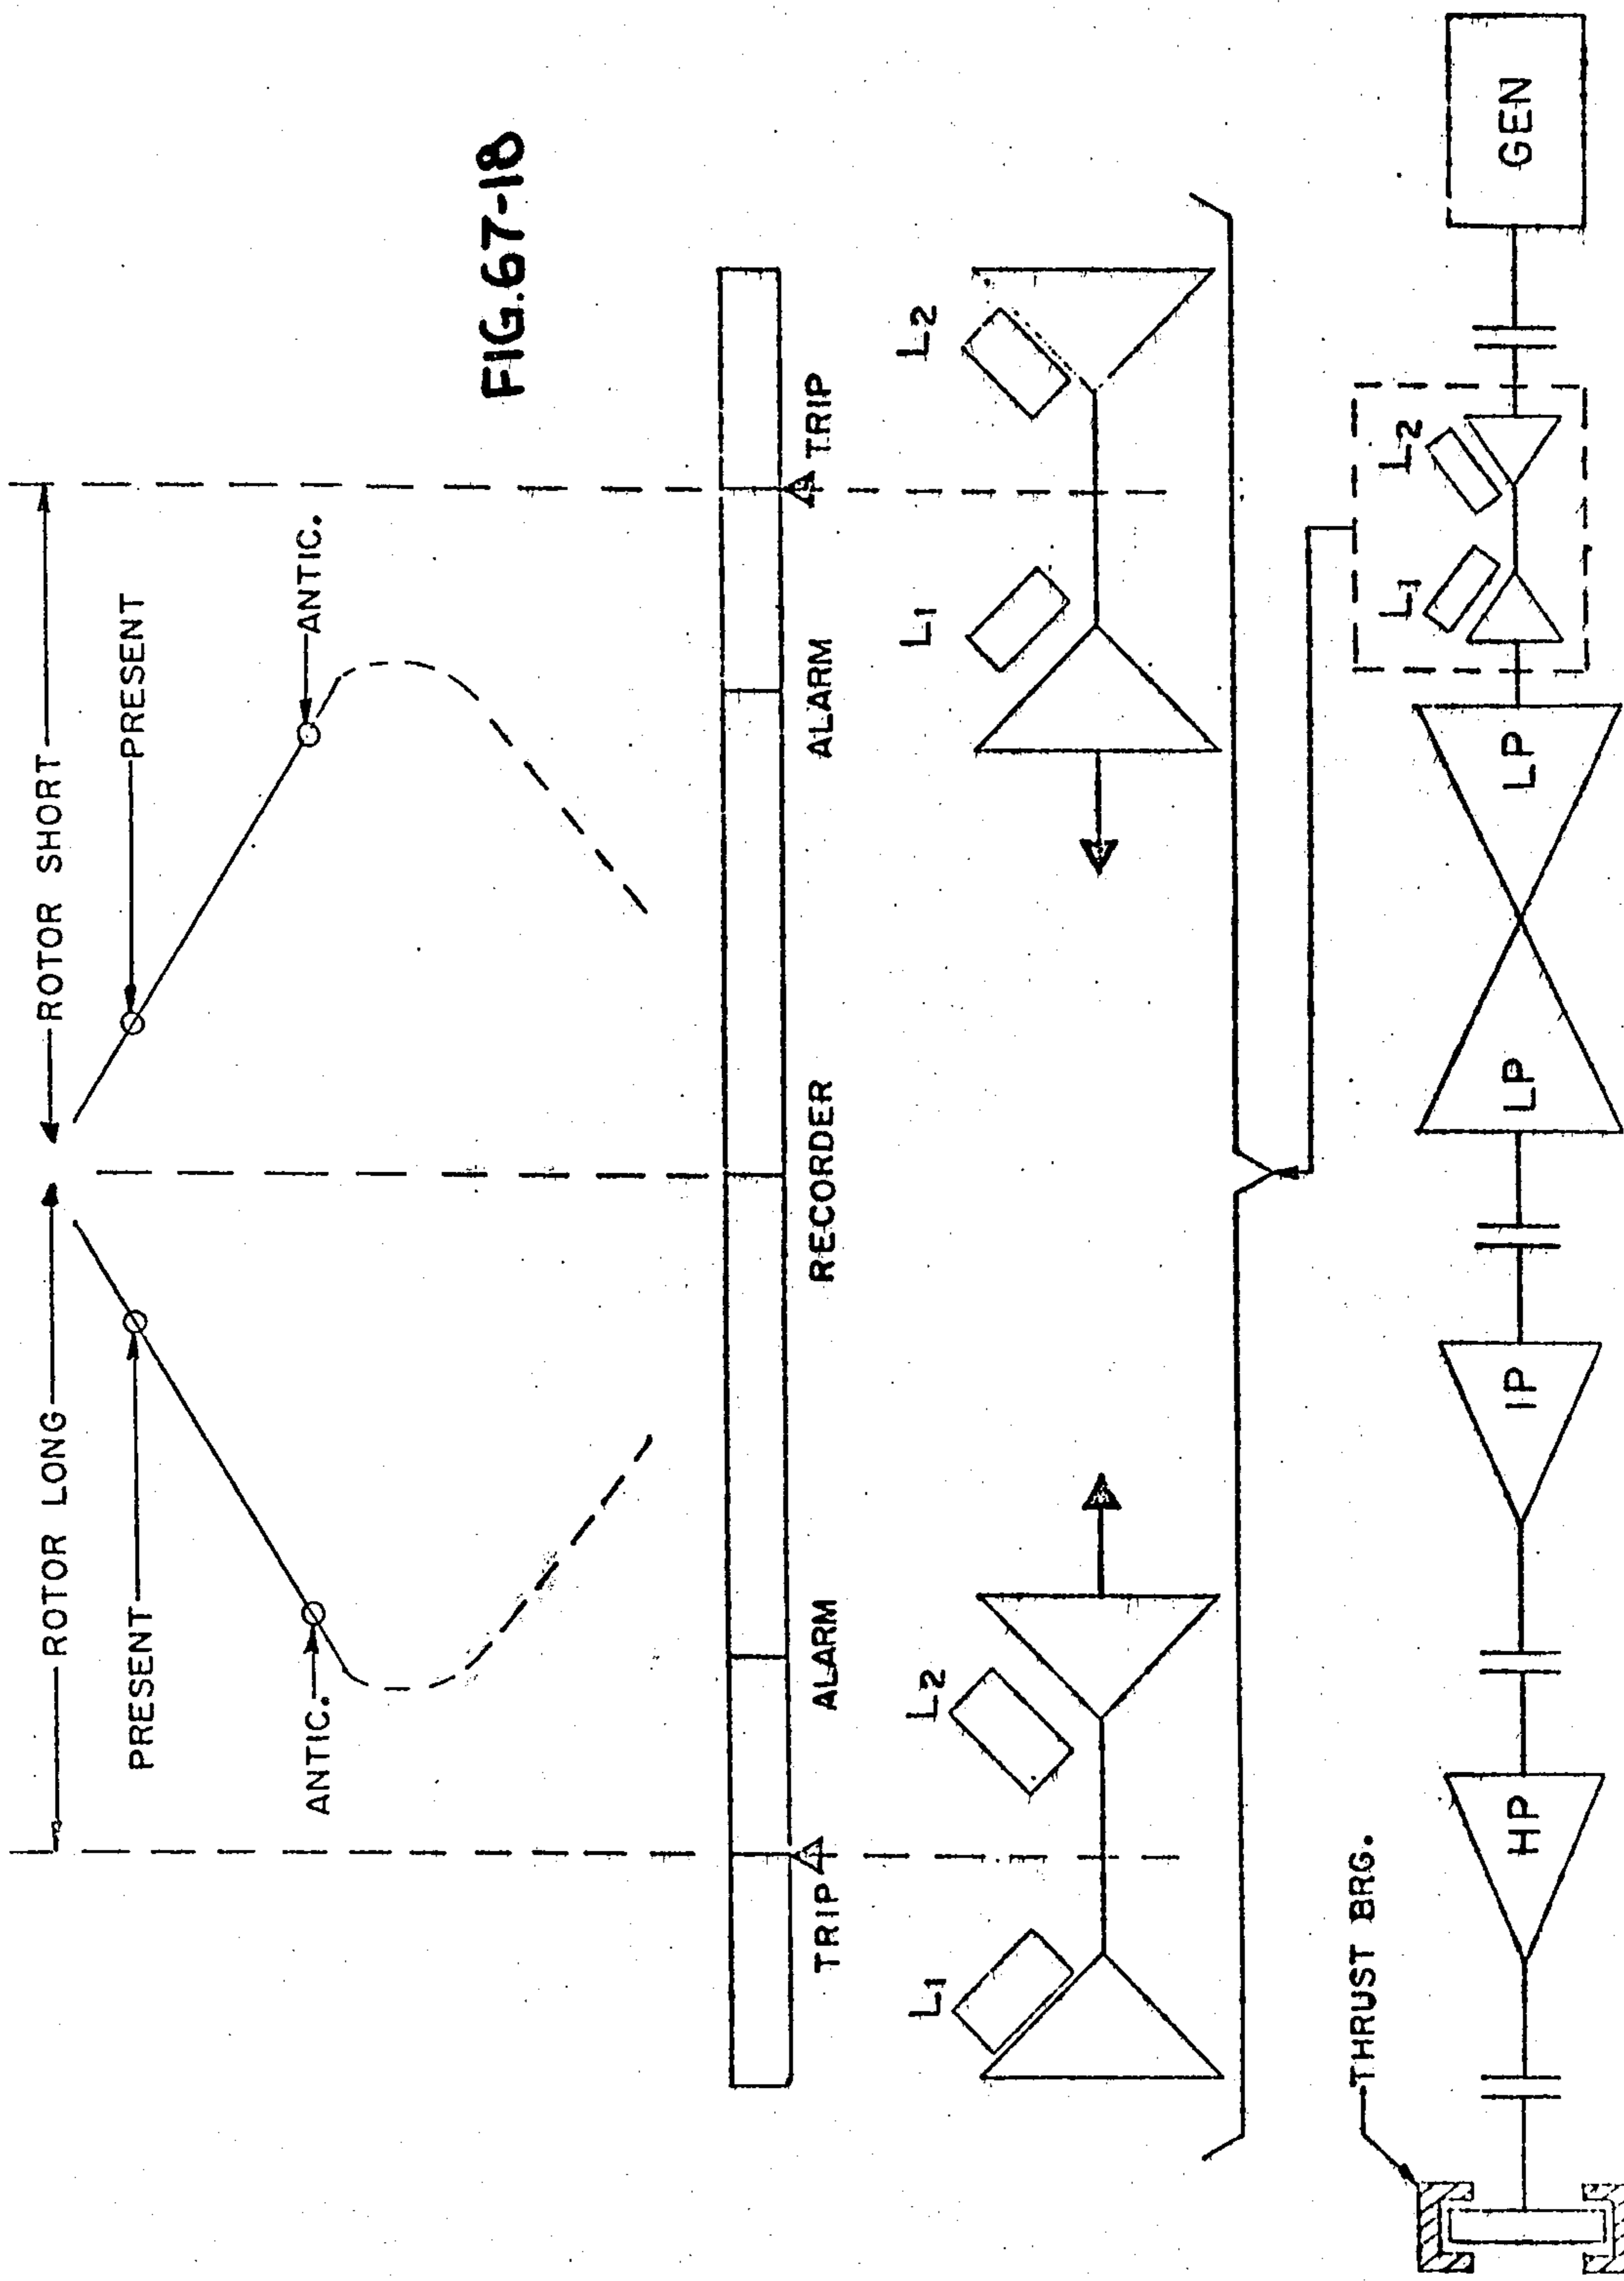 ROTOR LONG
ROTOR SHORT
PRESENT
PRESENT
ANTIC.
ANTIC.
FIG.67-18
TRIP
ALARM
RECORDER
ALARM
TRIP
L1
L2
L1
L2
THRUST BRG.
L1
L2
HP
IP
LP
LP
GEN